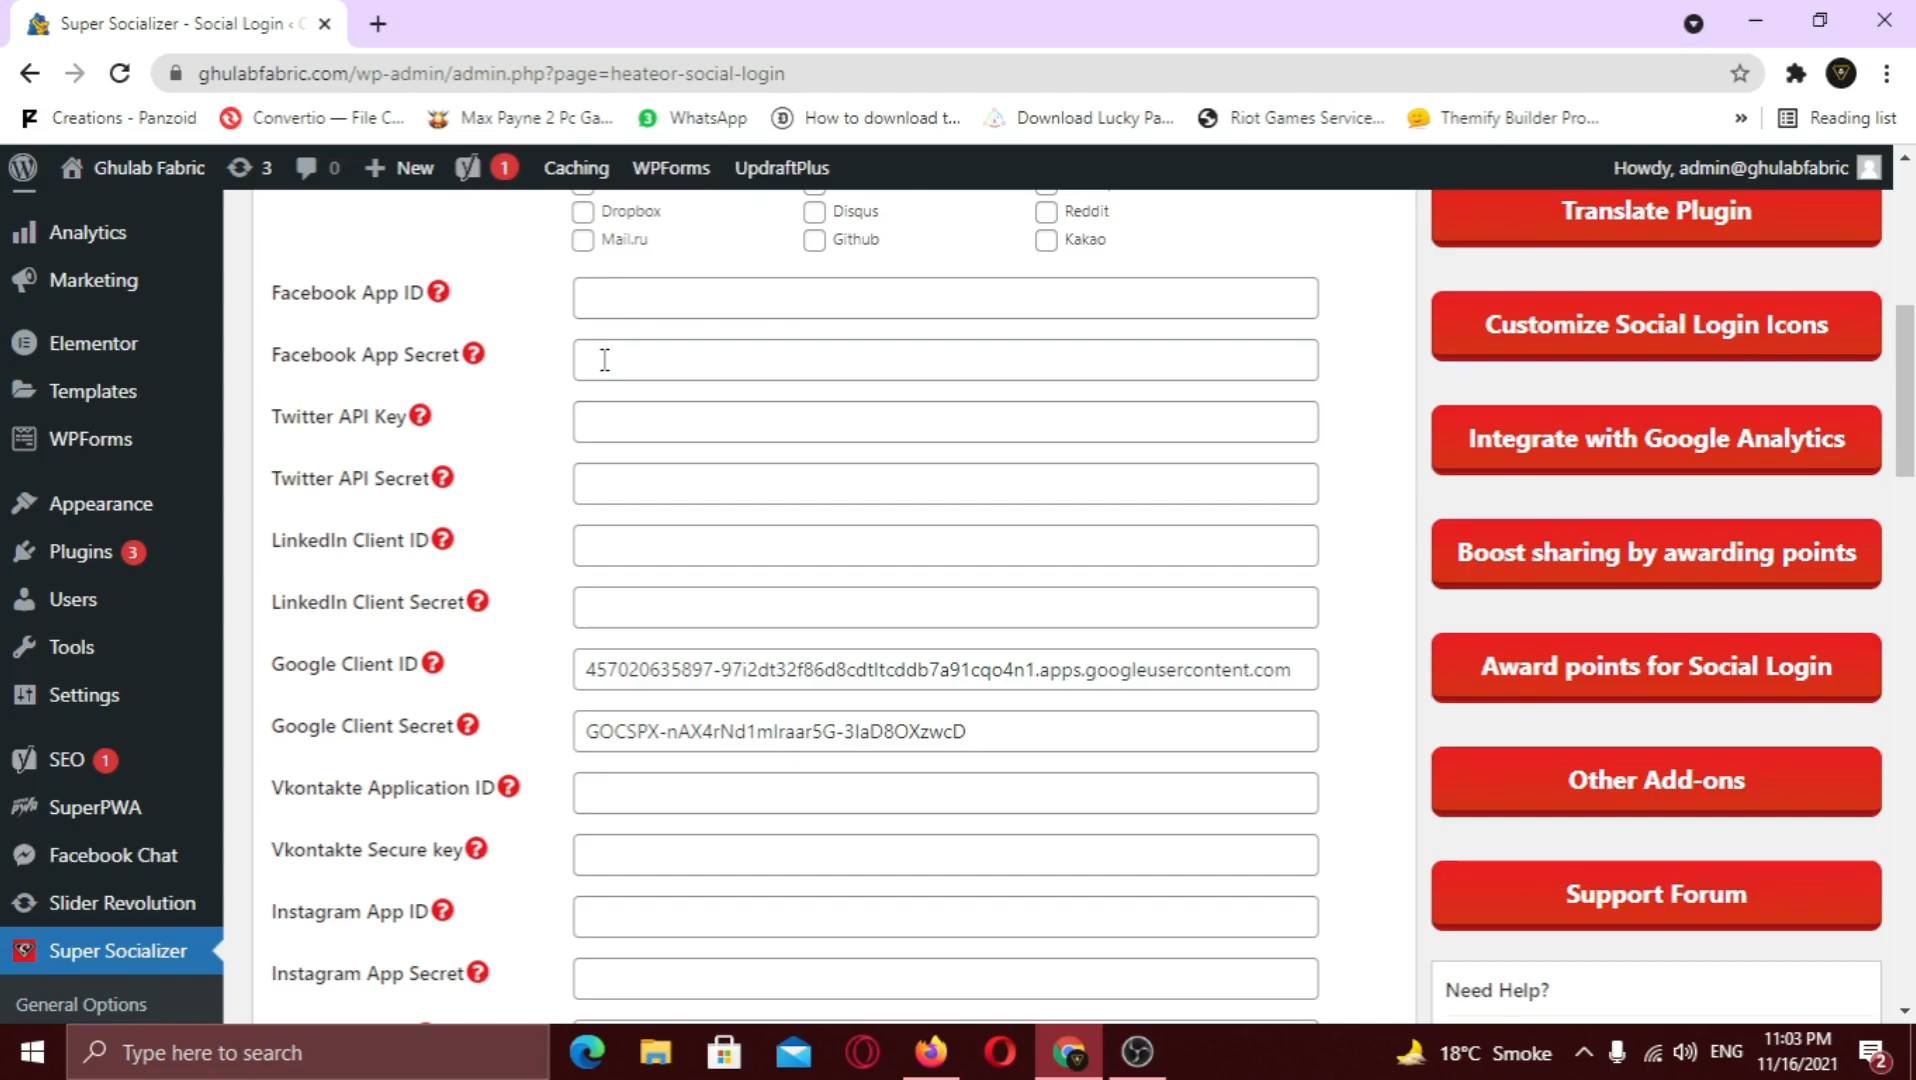 Super Socializer - Social Login ‹
ghulabfabric.com/wp-admin/admin.php?page=heateor-social-login
Creations - Panzoid
Convertio — File C...
Max Payne 2 Pc Ga...
3
WhatsApp
How to download t...
Download Lucky Pa...
Riot Games Service...
Themify Builder Pro...
»
Reading list
Ghulab Fabric
3
0
New
1
Caching
WPForms
UpdraftPlus
Howdy, admin@ghulabfabric
Analytics
Marketing
Elementor
Templates
WPForms
Appearance
Plugins 3
Users
Tools
Settings
SEO 1
SuperPWA
Facebook Chat
Slider Revolution
Super Socializer
General Options
Dropbox
Disqus
Reddit
Mail.ru
Github
Kakao
Facebook App ID ?
Facebook App Secret ?
Twitter API Key ?
Twitter API Secret ?
LinkedIn Client ID ?
LinkedIn Client Secret ?
Google Client ID ?
457020635897-97i2dt32f86d8cdtltcddb7a91cqo4n1.apps.googleusercontent.com
Google Client Secret ?
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
Vkontakte Application ID ?
Vkontakte Secure key ?
Instagram App ID ?
Instagram App Secret ?
Translate Plugin
Customize Social Login Icons
Integrate with Google Analytics
Boost sharing by awarding points
Award points for Social Login
Other Add-ons
Support Forum
Need Help?
Type here to search
18°C Smoke
ENG
11:03 PM
11/16/2021
2